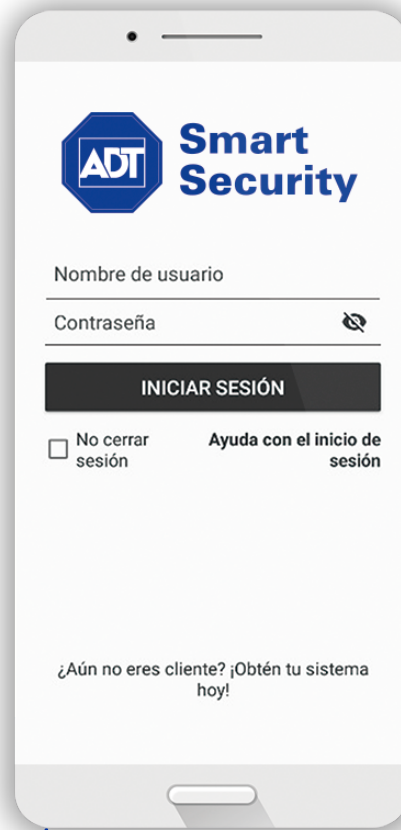 ADT
Smart
Security
Nombre de usuario
Contraseña
INICIAR SESIÓN
No cerrar
sesión
Ayuda con el inicio de
sesión
¿Aún no eres cliente? ¡Obtén tu sistema
hoy!